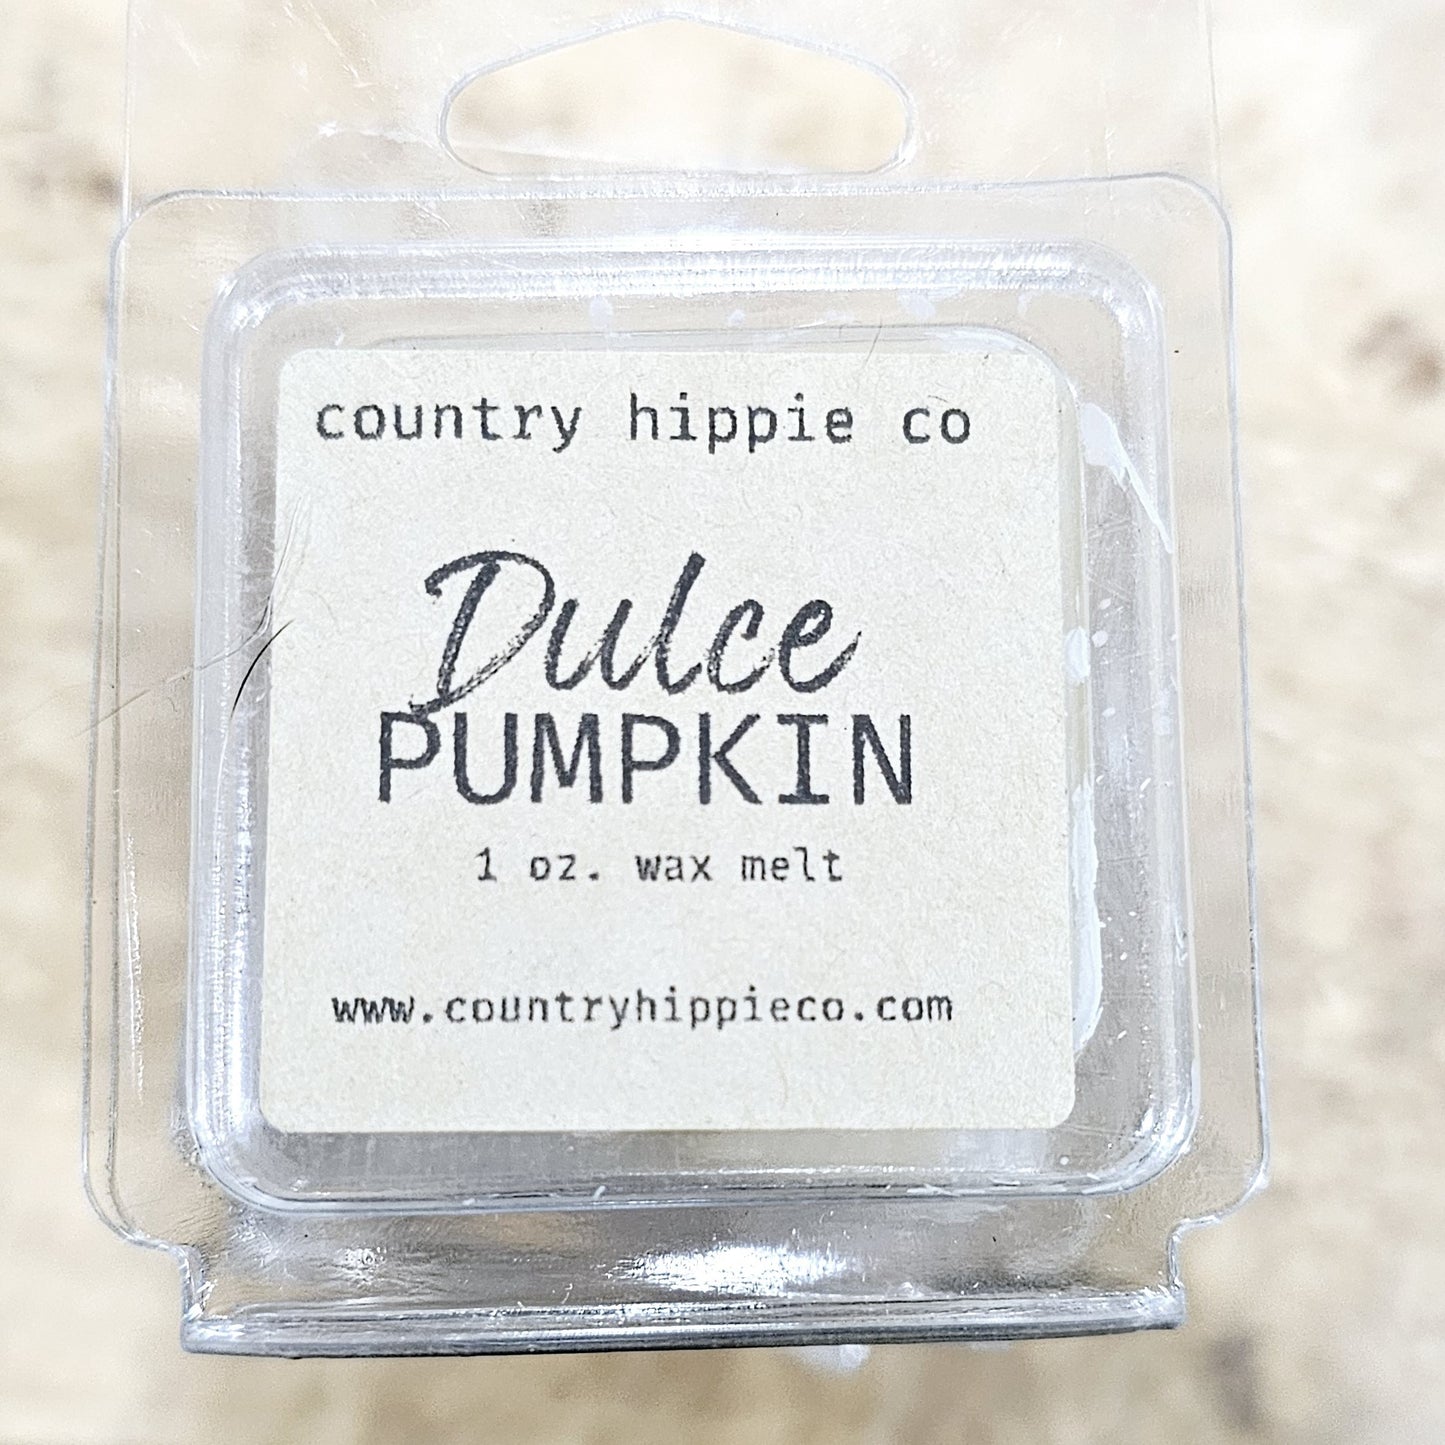 country hippie co
Dulce
PUMPKIN
1 oz. wax melt
www.countryhippieco.com